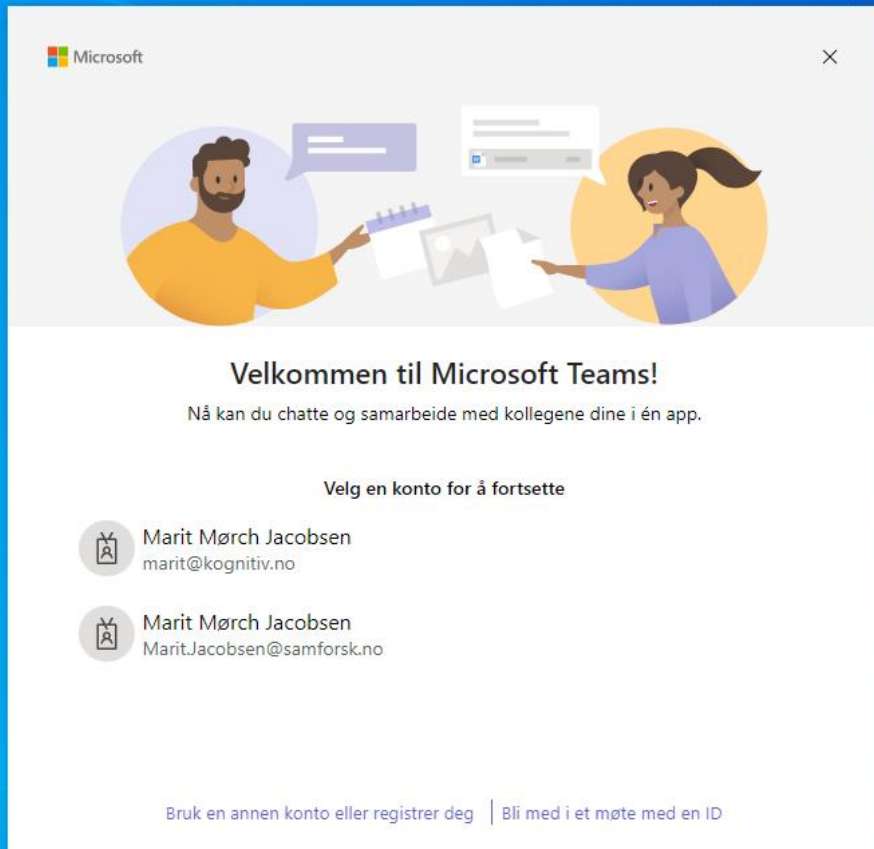 Microsoft
Velkommen til Microsoft Teams!
Nå kan du chatte og samarbeide med kollegene dine i én app.
Velg en konto for å fortsette
Marit Mørch Jacobsen
marit@kognitiv.no
Marit Mørch Jacobsen
Marit.Jacobsen@samforsk.no
Bruk en annen konto eller registrer deg | Bli med i et møte med en ID